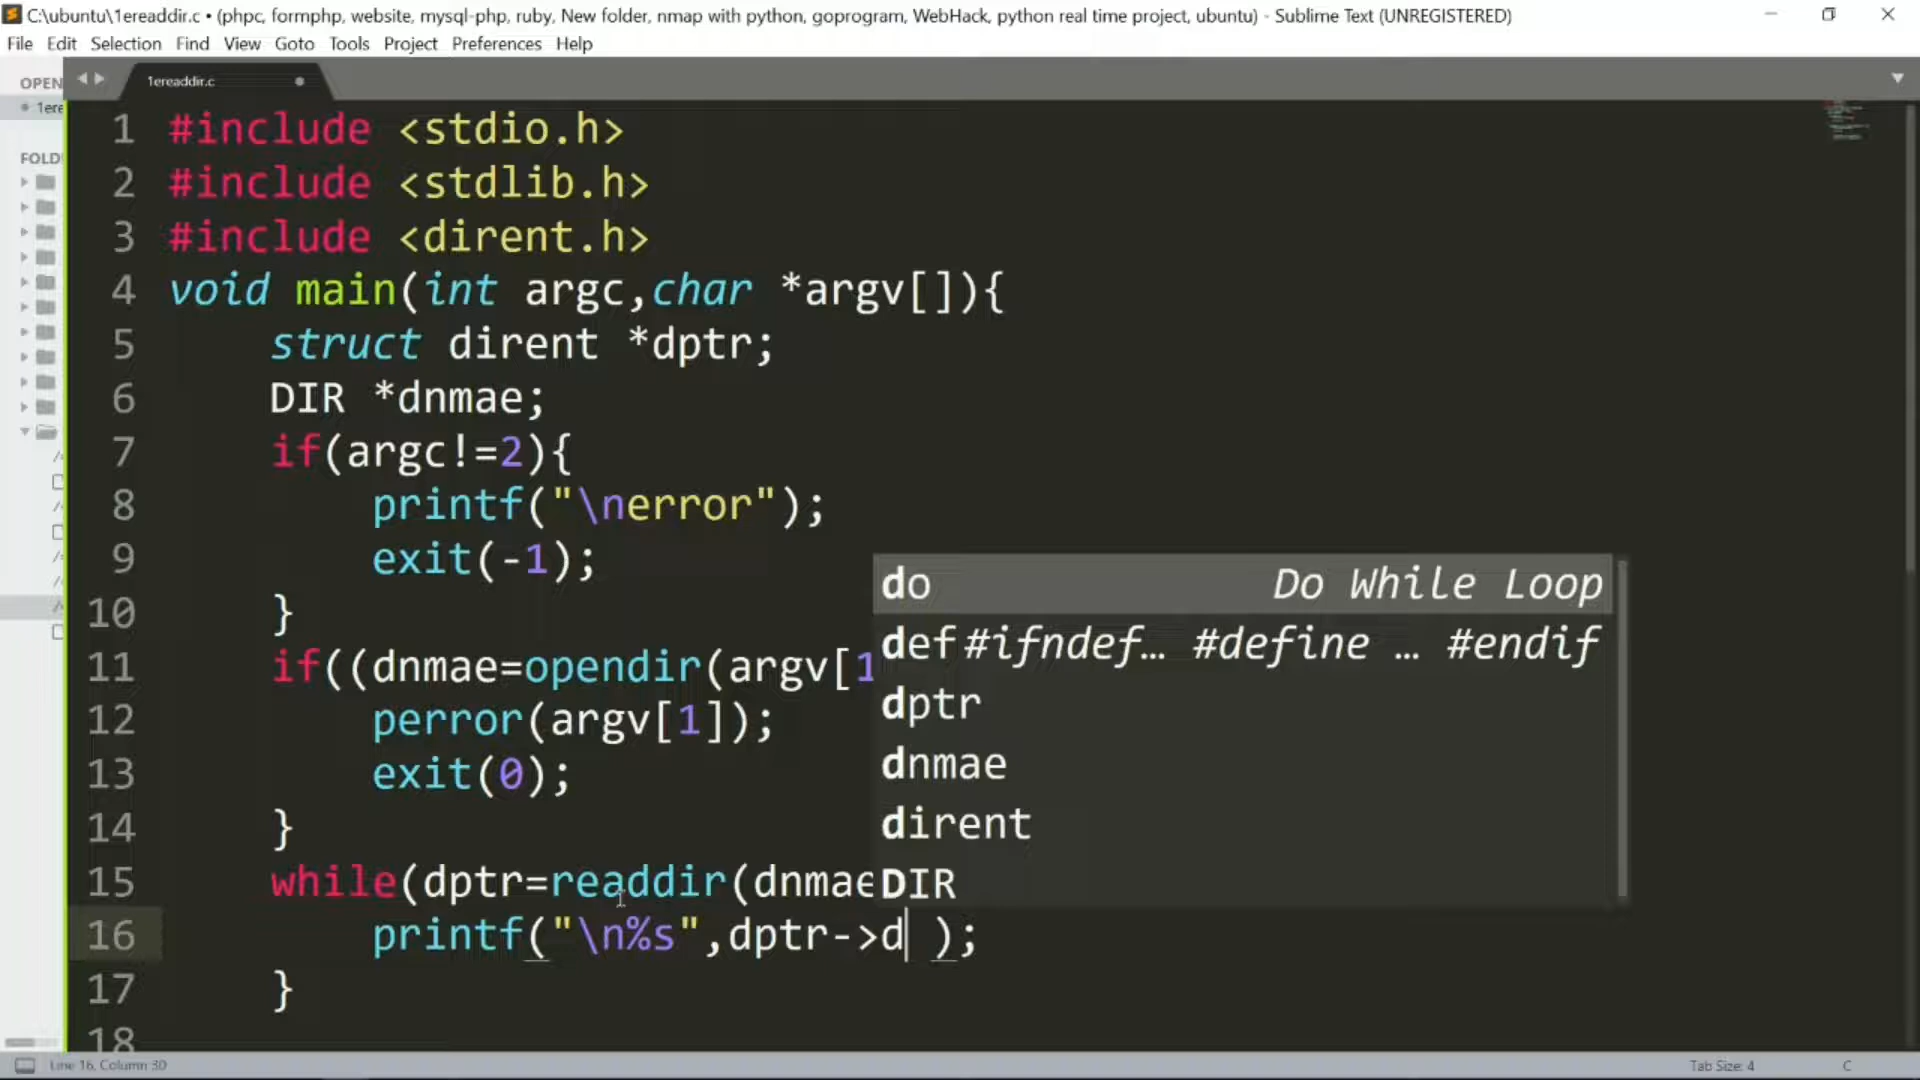 C:\ubuntu\1ereaddir.c • (phpc, formphp, website, mysql-php, ruby, New folder, nmap with python, goprogram, WebHack, python real time project, ubuntu) - Sublime Text (UNREGISTERED)
File Edit Selection Find View Goto Tools Project Preferences Help
OPEN
1ereaddir.c
1ere
FOLD
1 #include <stdio.h>
2 #include <stdlib.h>
3 #include <dirent.h>
4 void main(int argc,char *argv[]){
5 struct dirent *dptr;
6 DIR *dnmae;
7 if(argc!=2){
8 printf("\nerror");
9 exit(-1);
10 }
11 if((dnmae=opendir(argv[1
12 perror(argv[1]);
13 exit(0);
14 }
15 while(dptr=readdir(dnmae
16 printf("\n%s",dptr->d );
17 }
18
do Do While Loop
def #ifndef… #define … #endif
dptr
dnmae
dirent
DIR
Line 16, Column 30
Tab Size: 4
C